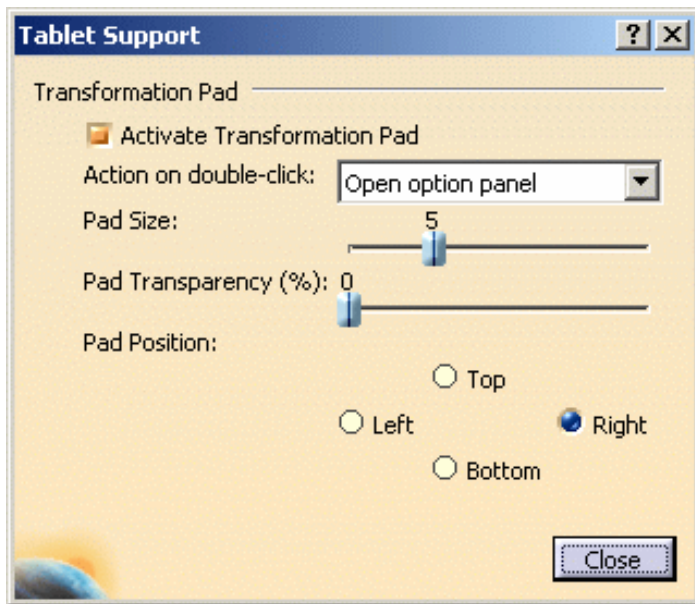 Tablet Support
Transformation Pad
Activate Transformation Pad
Action on double-click: Open option panel
Pad Size: 5
Pad Transparency (%): 0
Pad Position:
Top
Left Right
Bottom
Close